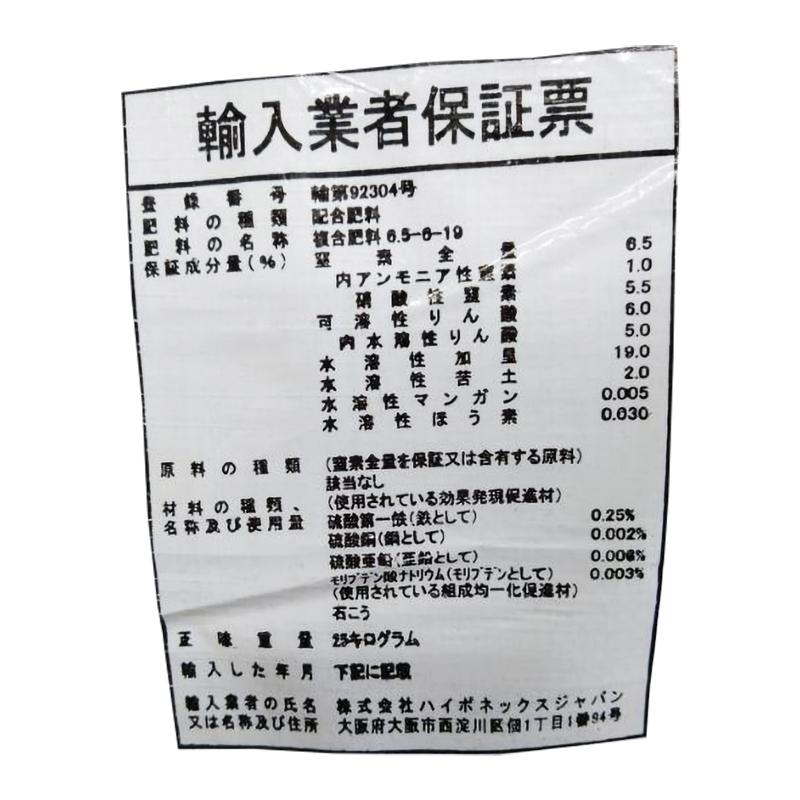 輸入業者保証票
登録番号 輸第92304号
肥料の種類 配合肥料
肥料の名称 複合肥料 6.5-6-19
保証成分量(%) 窒素全量 6.5
内アンモニア性窒素 1.0
硝酸性窒素 5.5
可溶性りん酸 6.0
内水溶性りん酸 5.0
水溶性加里 19.0
水溶性苦土 2.0
水溶性マンガン 0.005
水溶性ほう素 0.030
原料の種類 (窒素全量を保証又は含有する原料)
該当なし
材料の種類、 (使用されている効果発現促進材)
名称及び使用量 硫酸第一鉄(鉄として) 0.25%
硫酸銅(銅として) 0.002%
硫酸亜鉛(亜鉛として) 0.006%
モリブデン酸ナトリウム(モリブデンとして) 0.003%
(使用されている組成均一化促進材)
石こう
正味重量 25キログラム
輸入した年月 下記に記載
輸入業者の氏名 株式会社ハイポネックスジャパン
又は名称及び住所 大阪府大阪市西淀川区佃1丁目1番94号